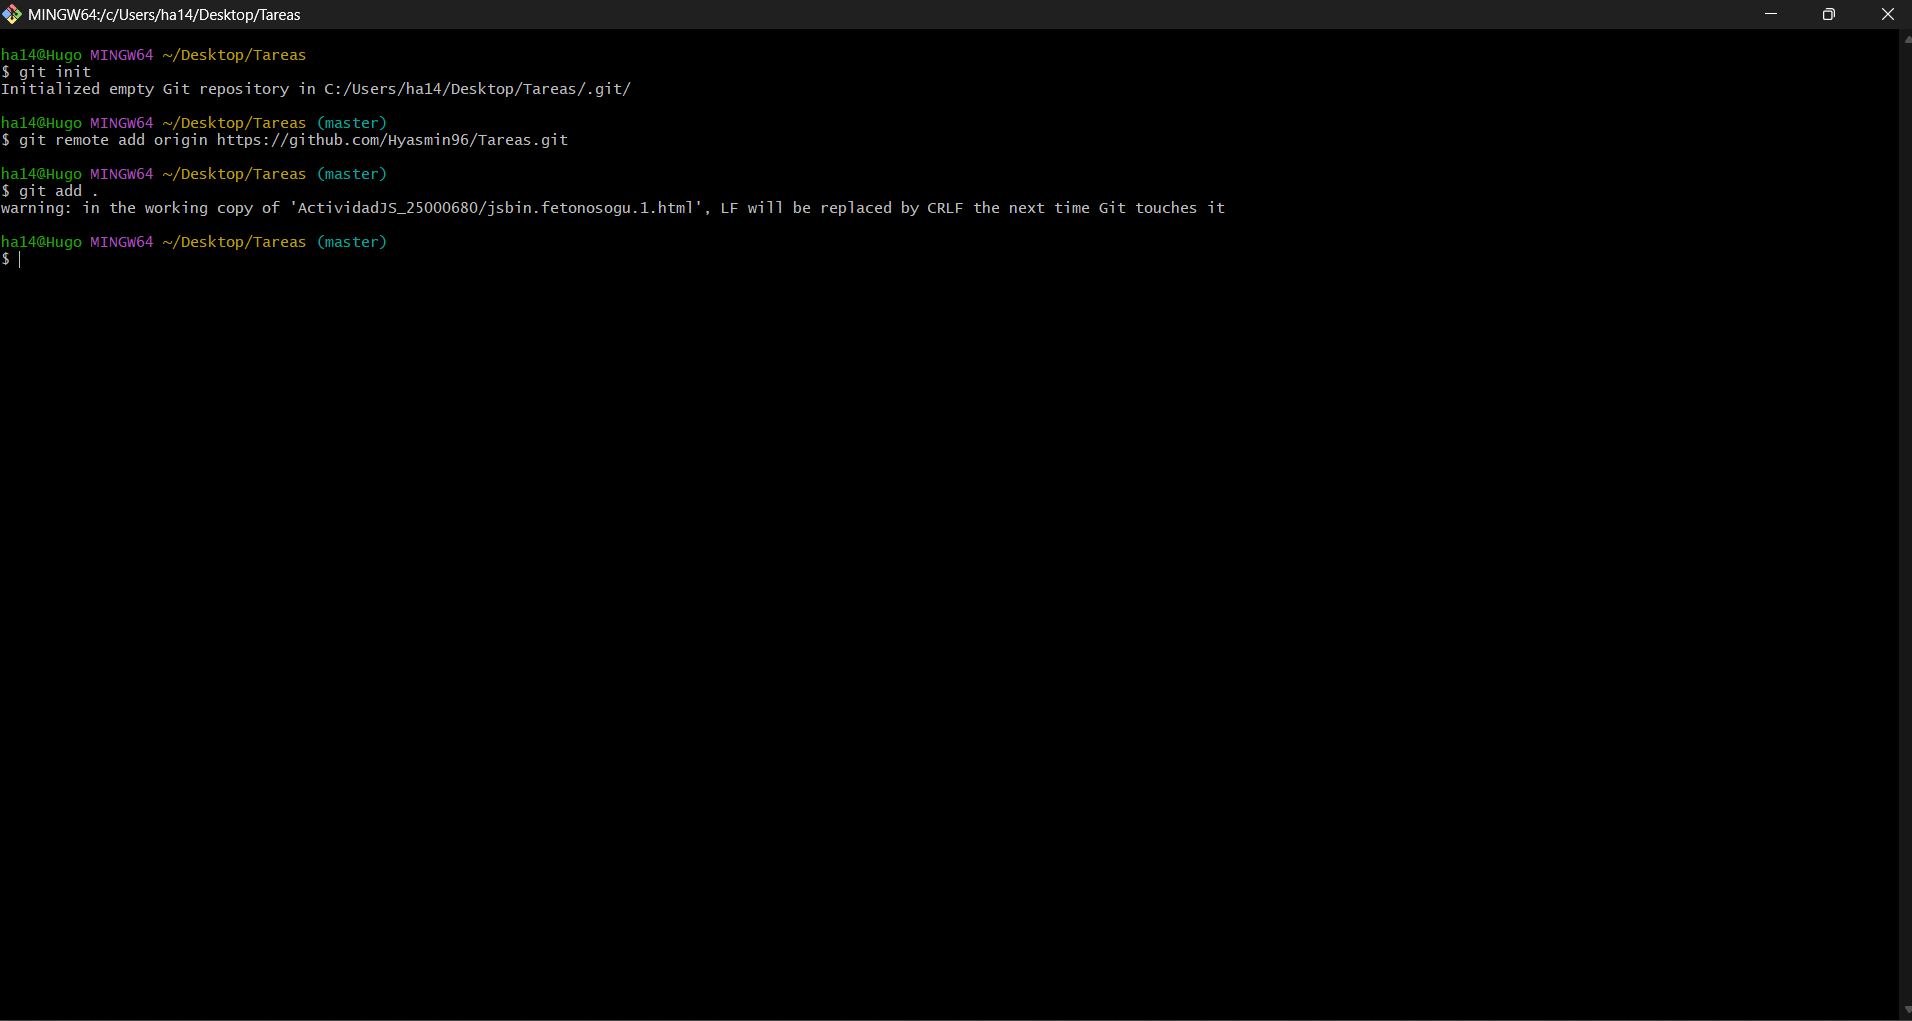 MINGW64:/c/Users/ha14/Desktop/Tareas
ha14@Hugo MINGW64 ~/Desktop/Tareas
$ git init
Initialized empty Git repository in C:/Users/ha14/Desktop/Tareas/.git/
ha14@Hugo MINGW64 ~/Desktop/Tareas (master)
$ git remote add origin https://github.com/Hyasmin96/Tareas.git
ha14@Hugo MINGW64 ~/Desktop/Tareas (master)
$ git add .
warning: in the working copy of 'ActividadJS_25000680/jsbin.fetonosogu.1.html', LF will be replaced by CRLF the next time Git touches it
ha14@Hugo MINGW64 ~/Desktop/Tareas (master)
$